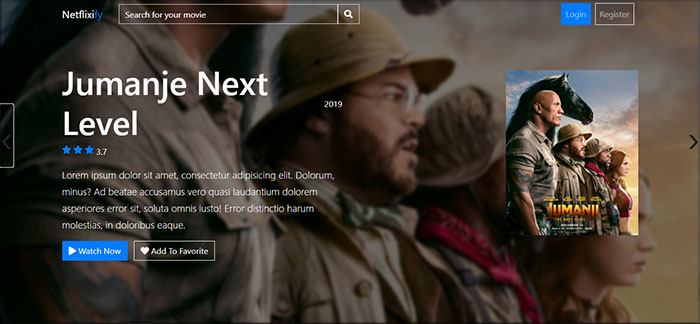 Netflixify
Search for your movie
Login
Register
Jumanje Next
Level
2019
3.7
Lorem ipsum dolor sit amet, consectetur adipisicing elit. Dolorum,
minus? Ad beatae accusamus vero quasi laudantium dolorem
asperiores error sit, soluta omnis iusto! Error distinctio harum
molestias, in doloribus eaque.
Watch Now
Add To Favorite
JUMANJI
THE NEXT LEVEL